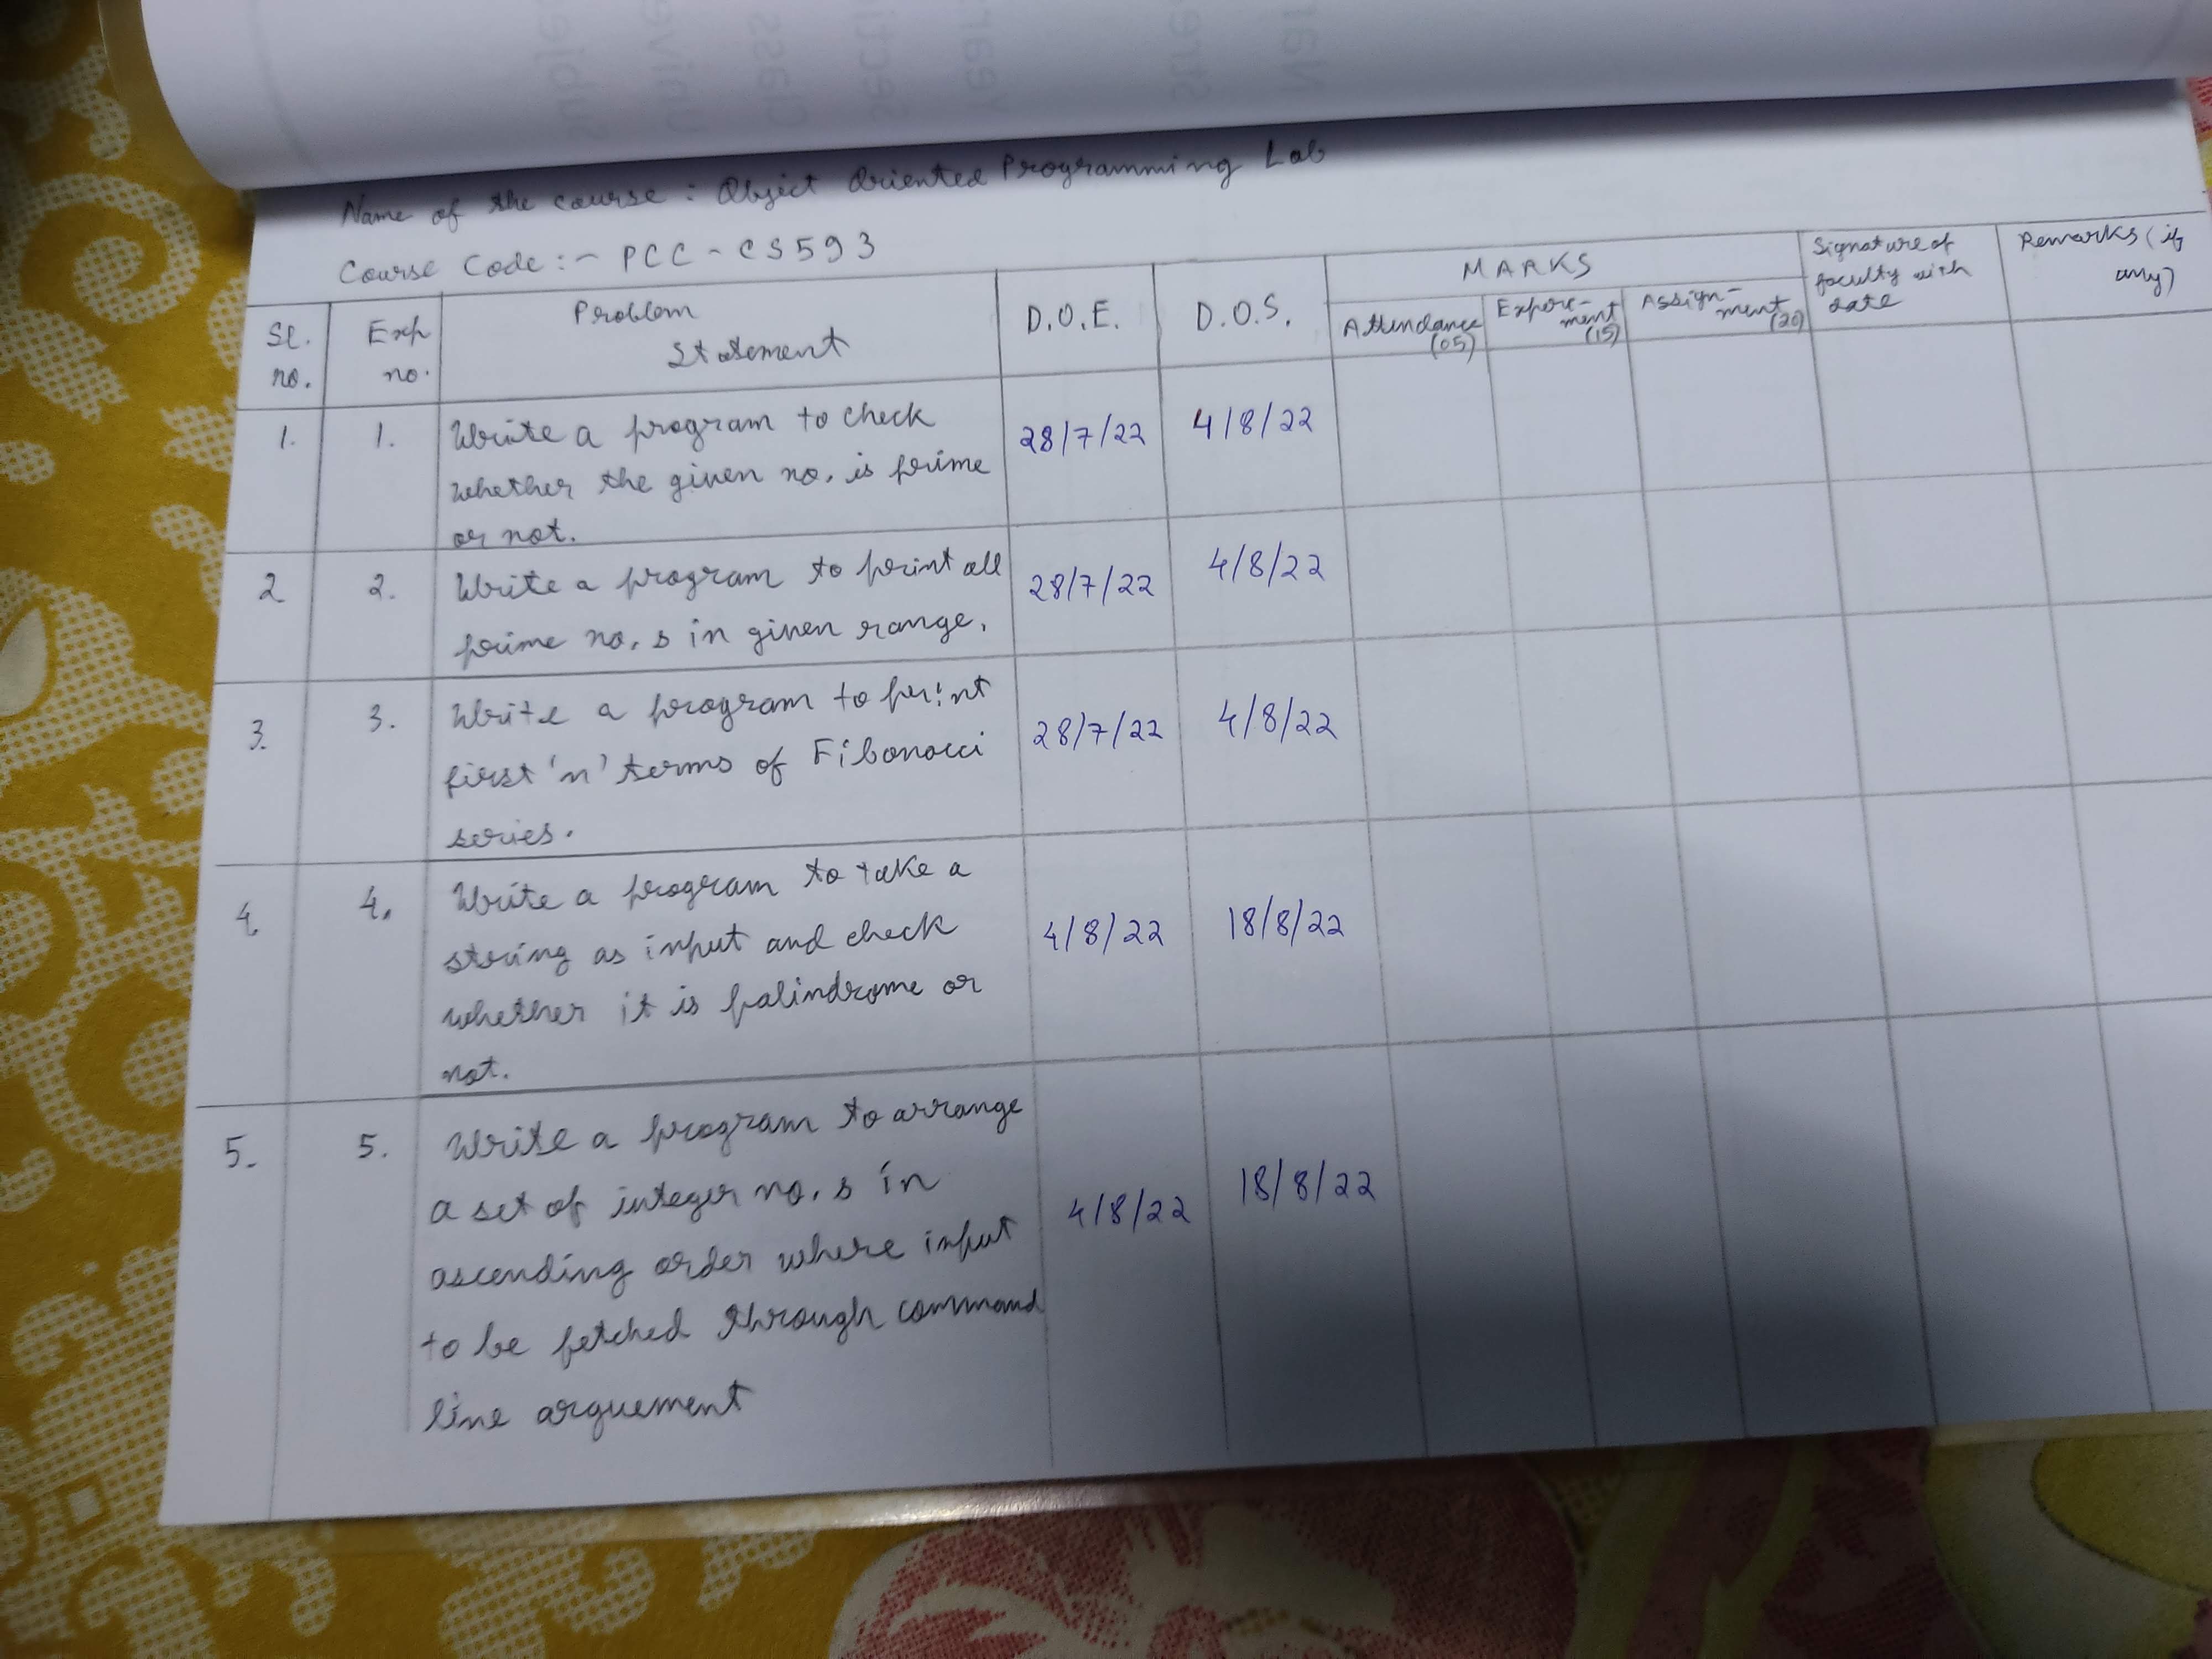 Name of the course : Object Oriented Programming Lab
Course Code :- PCC - CS593
Sl. no.
Exp no.
Problem Statement
D.O.E.
D.O.S.
MARKS
Attendance (05)
Experi-ment (15)
Assign-ment (20)
Signature of faculty with date
Remarks (if any)
1. 1. Write a program to check 28/7/22 4/8/22
whether the given no. is prime
or not.
2 2. Write a program to print all 28/7/22 4/8/22
prime no.s in given range.
3. 3. Write a program to print 28/7/22 4/8/22
first 'n' terms of Fibonacci
series.
4. 4. Write a program to take a 4/8/22 18/8/22
string as input and check
whether it is palindrome or
not.
5. 5. Write a program to arrange 4/8/22 18/8/22
a set of integer no.s in
ascending order where input
to be fetched through command
line arguement